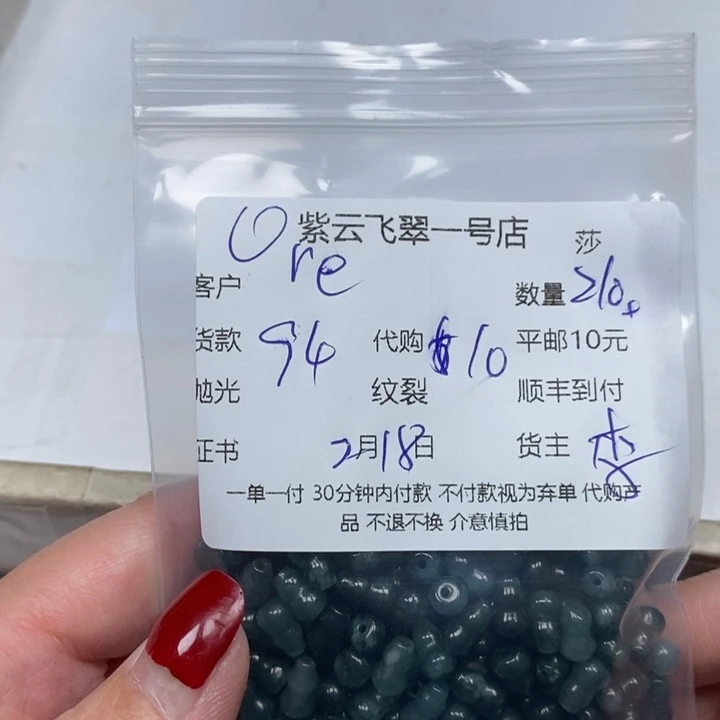 紫云飞翠一号店 莎
客户 Ore 数量 210+
货款 94 代购 10 平邮10元
抛光 纹裂 顺丰到付
证书 2月18日 货主 李
一单一付 30分钟内付款 不付款视为弃单 代购产
品 不退不换 介意慎拍